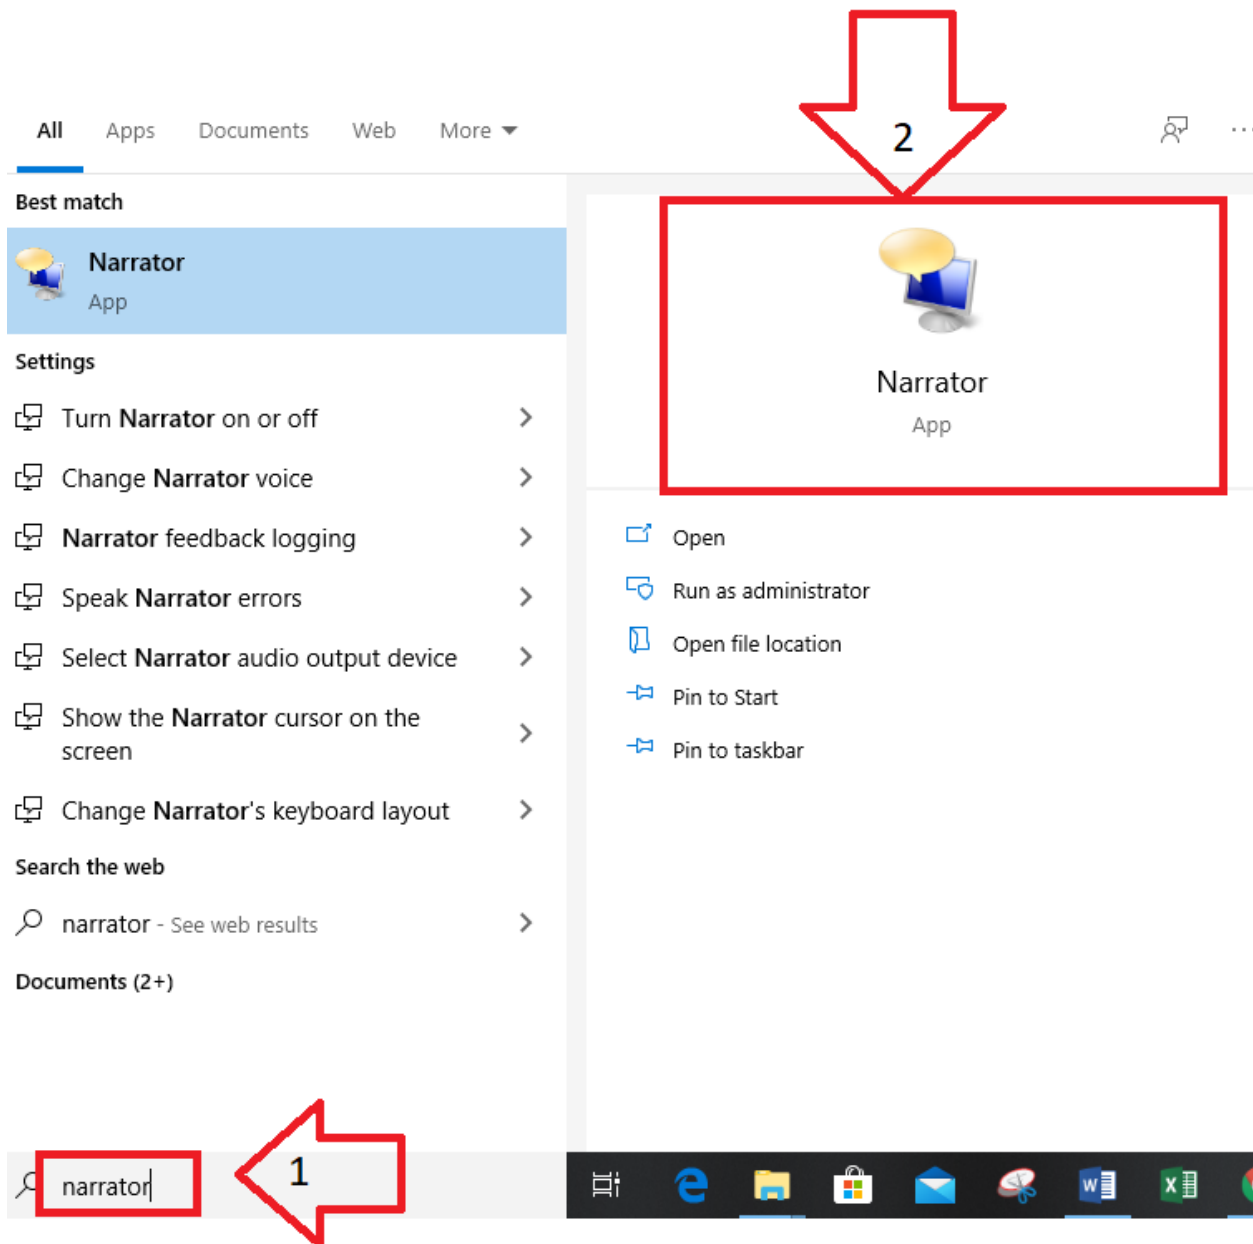 2
All Apps Documents Web More
Best match
Narrator
App
Settings
Turn Narrator on or off
Change Narrator voice
Narrator feedback logging
Speak Narrator errors
Select Narrator audio output device
Show the Narrator cursor on the
screen
Change Narrator's keyboard layout
Search the web
narrator - See web results
Documents (2+)
Narrator
App
Open
Run as administrator
Open file location
Pin to Start
Pin to taskbar
narrator
1